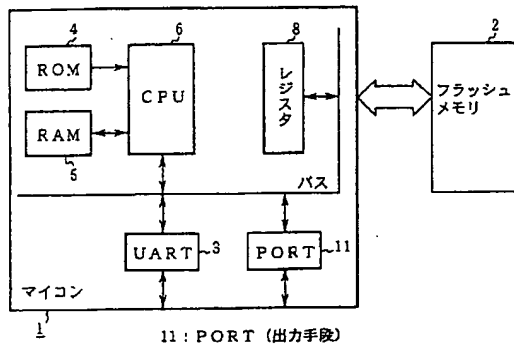 4
6
8
2
ROM
CPU
レジスタ
フラッシュ
メモリ
RAM
5
バス
UART
3
PORT
11
マイコン
1
11:PORT(出力手段)